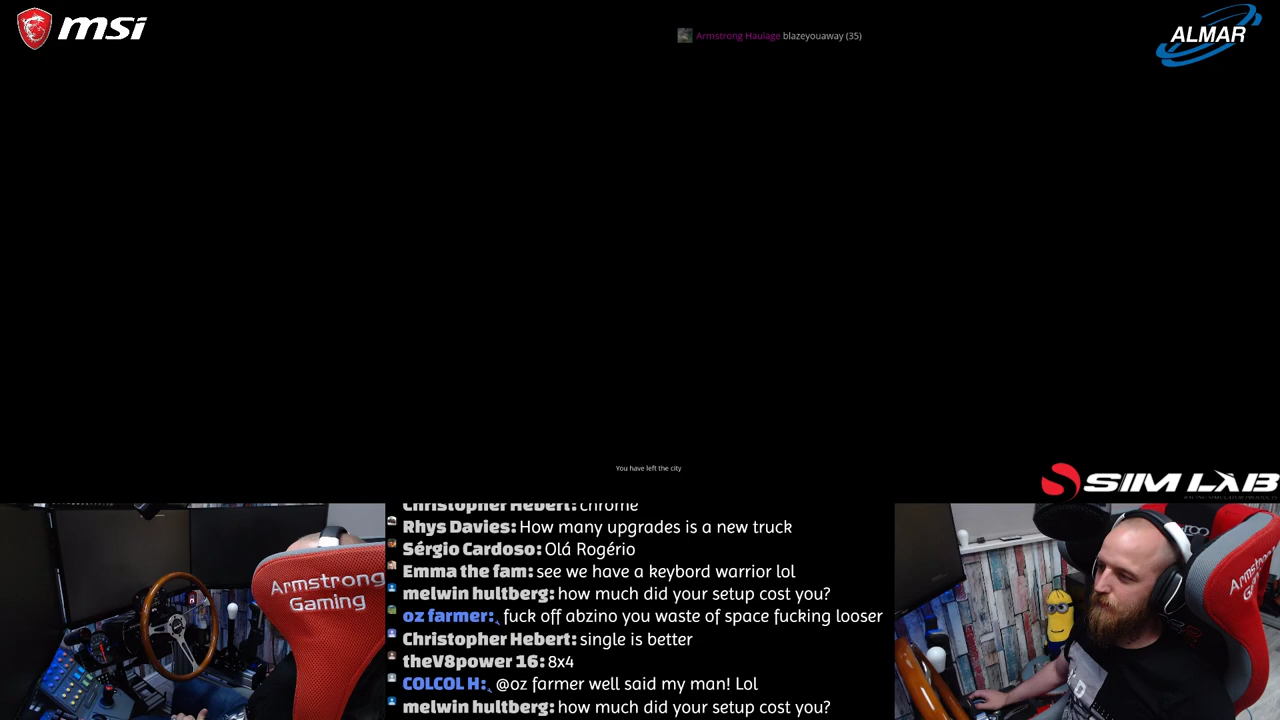 msi
Armstrong Haulage blazeyouaway (35)
ALMAR
You have left the city
SIM LAB
Christopher Hebert: chrome
Rhys Davies: How many upgrades is a new truck
Sérgio Cardoso: Olá Rogério
Emma the fam: see we have a keybord warrior lol
melwin hultberg: how much did your setup cost you?
oz farmer: fuck off abzino you waste of space fucking looser
Christopher Hebert: single is better
theV8power 16: 8x4
COLCOL H: @oz farmer well said my man! Lol
melwin hultberg: how much did your setup cost you?
Armstrong
Gaming